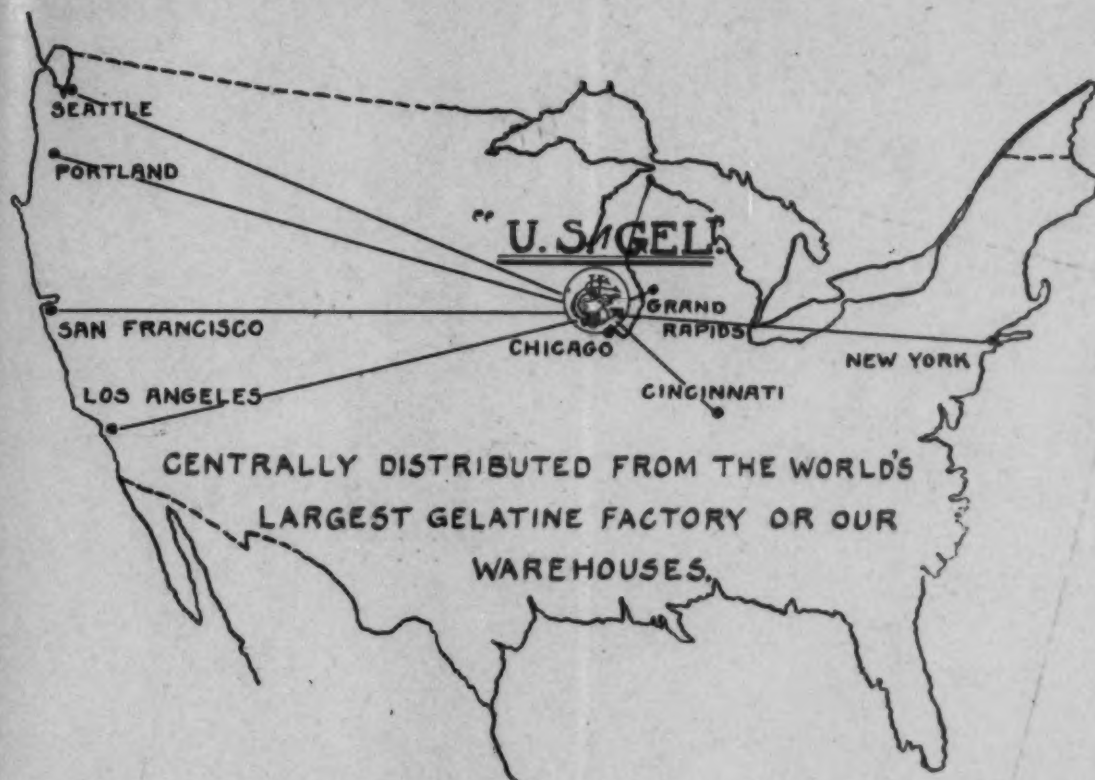 SEATTLE
PORTLAND
"U.S. GEL".
SAN FRANCISCO
GRAND
RAPIDS
CHICAGO
NEW YORK
LOS ANGELES
CINCINNATI
CENTRALLY DISTRIBUTED FROM THE WORLD'S
LARGEST GELATINE FACTORY OR OUR
WAREHOUSES.